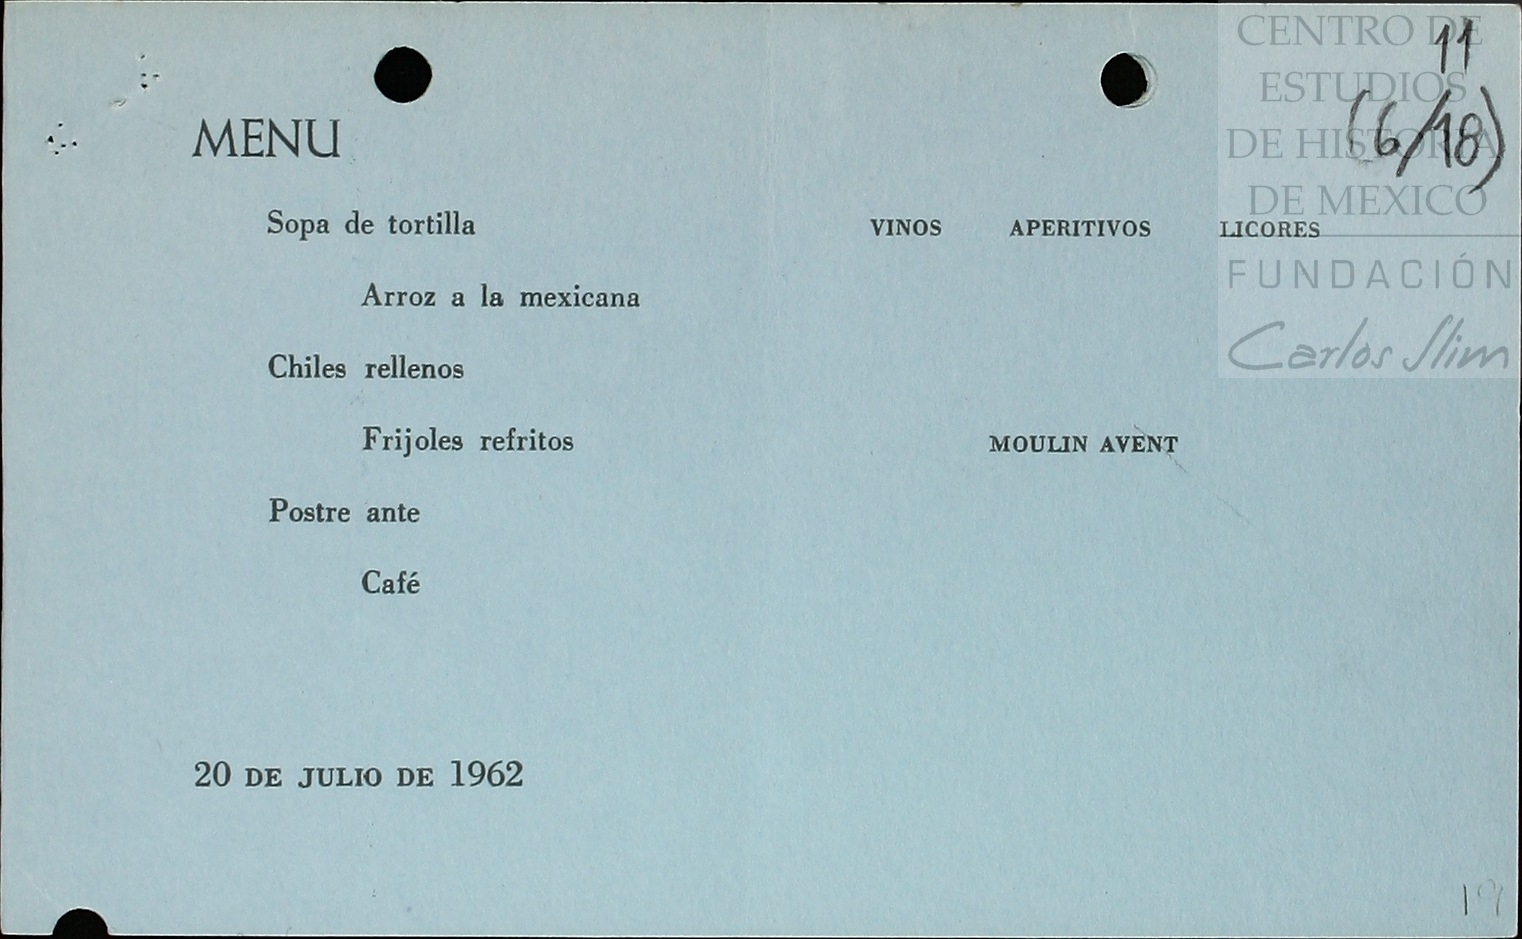 MENU
Sopa de tortilla
Arroz a la mexicana
Chiles rellenos
Frijoles refritos
Postre ante
Café
20 DE JULIO DE 1962
11
(6/18)
VINOS APERITIVOS LICORES
MOULIN AVENT
CENTRO DE
ESTUDIOS
DE HISTORIA
DE MEXICO
FUNDACIÓN
Carlos Slim